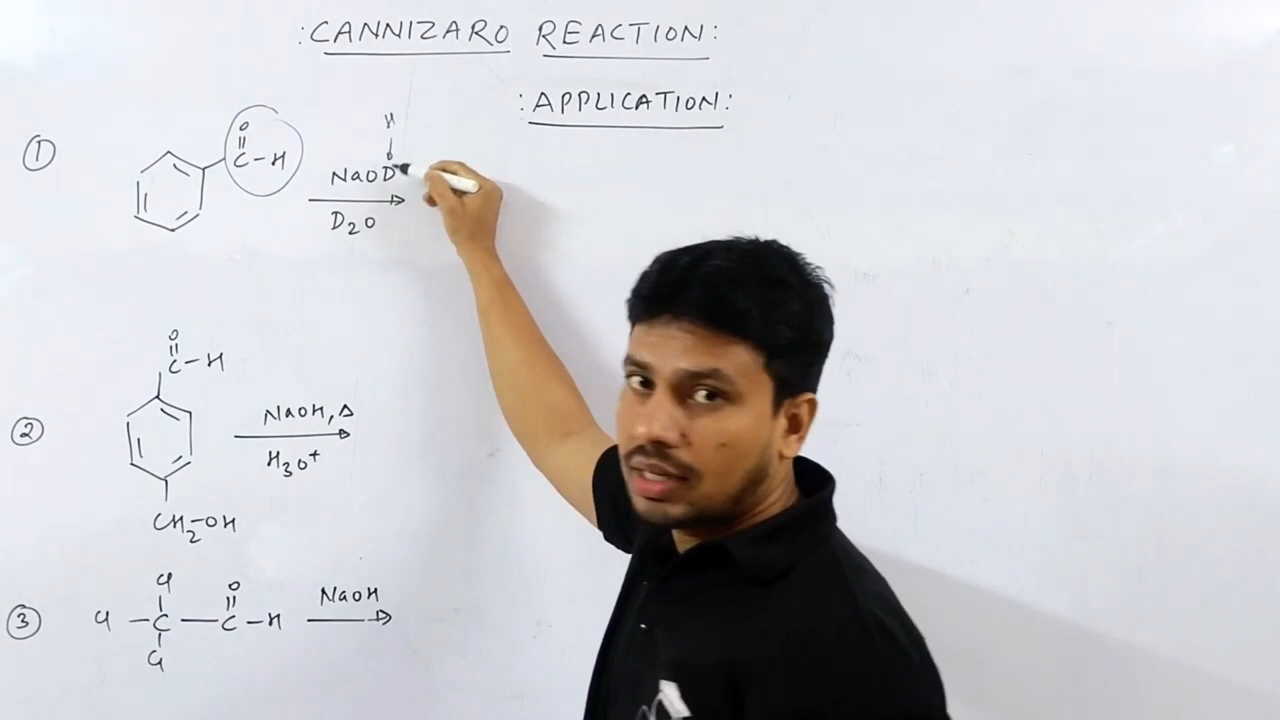 :CANNIZARO REACTION:
:APPLICATION:
①
O
C-H
H
NaOD
D2O
②
O
C-H
NaOH, Δ
H3O+
CH2-OH
③
Cl
O
Cl-C-C-H
Cl
NaOH